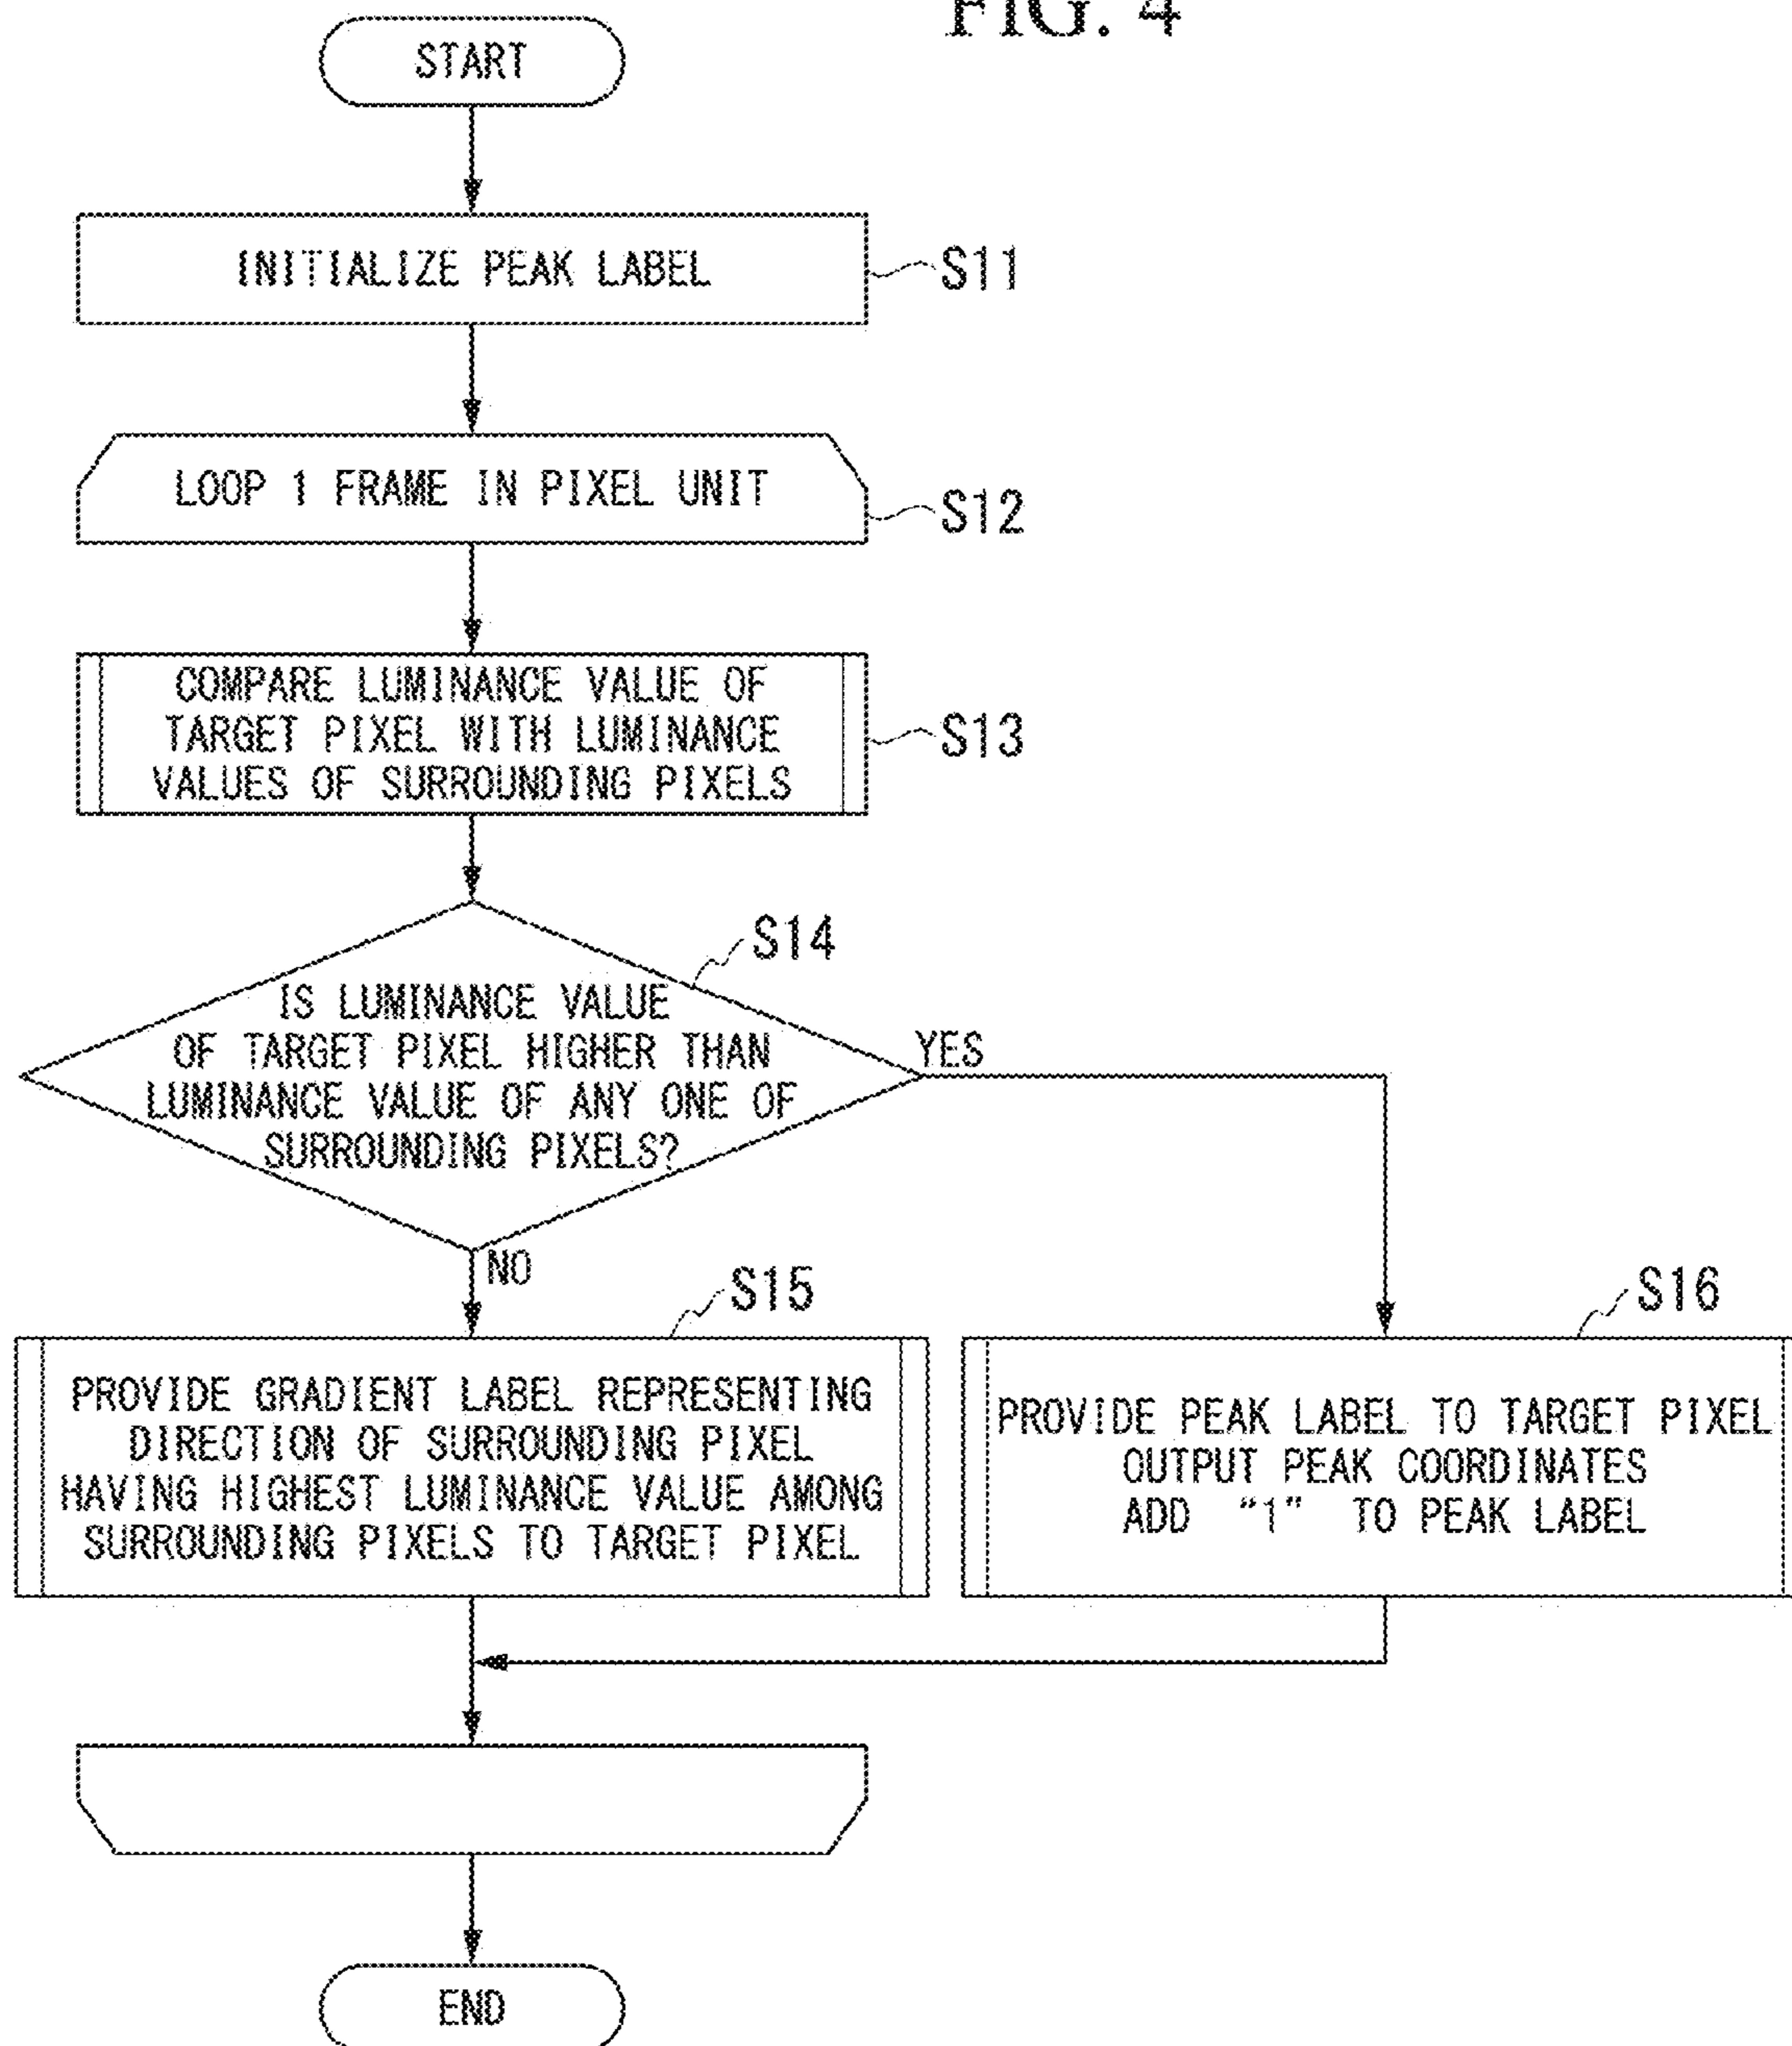 FIG. 4
START
INITIALIZE PEAK LABEL
S11
LOOP 1 FRAME IN PIXEL UNIT
S12
COMPARE LUMINANCE VALUE OF
TARGET PIXEL WITH LUMINANCE
VALUES OF SURROUNDING PIXELS
S13
S14
IS LUMINANCE VALUE
OF TARGET PIXEL HIGHER THAN
LUMINANCE VALUE OF ANY ONE OF
SURROUNDING PIXELS?
YES
NO
S15
PROVIDE GRADIENT LABEL REPRESENTING
DIRECTION OF SURROUNDING PIXEL
HAVING HIGHEST LUMINANCE VALUE AMONG
SURROUNDING PIXELS TO TARGET PIXEL
S16
PROVIDE PEAK LABEL TO TARGET PIXEL
OUTPUT PEAK COORDINATES
ADD “1” TO PEAK LABEL
END